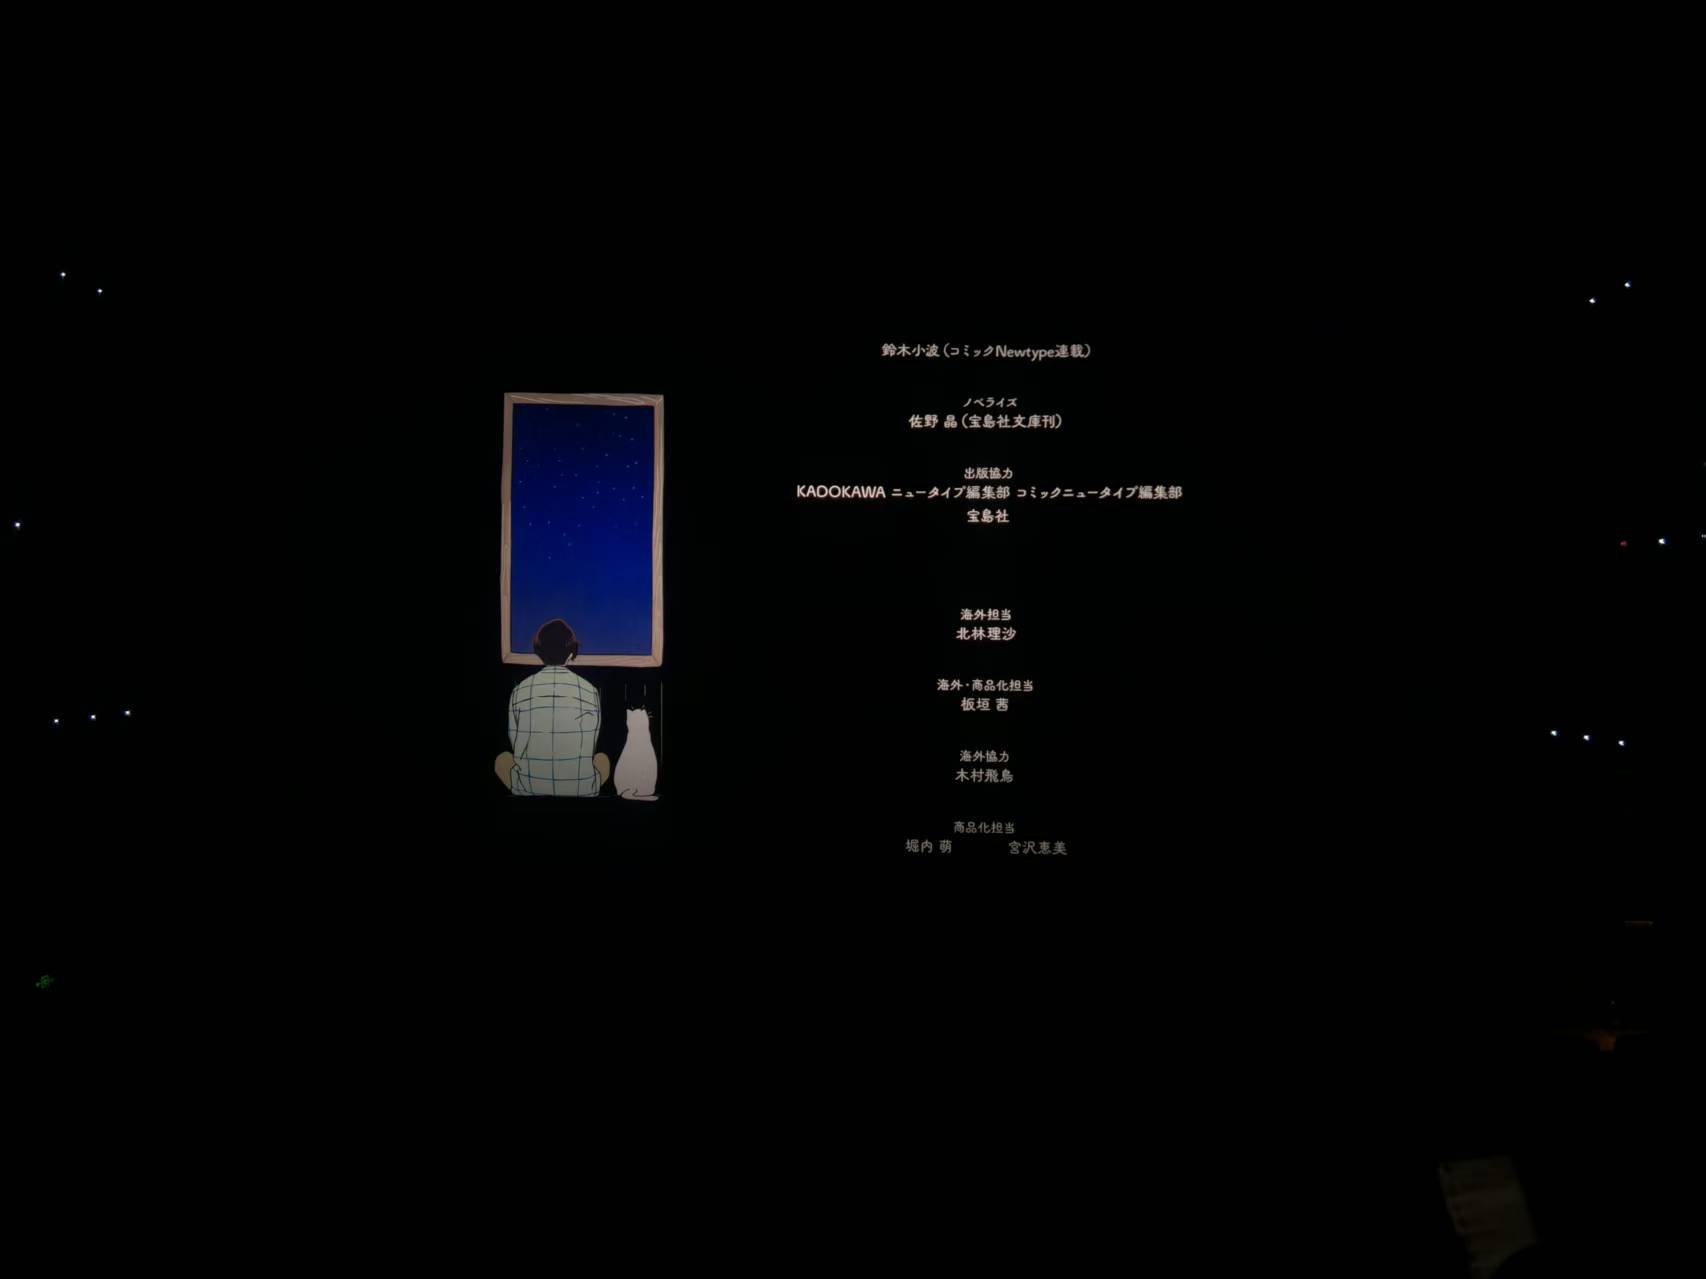 鈴木小波（コミックNewtype連載）
ノベライズ
佐野 晶（宝島社文庫刊）
出版協力
KADOKAWA ニュータイプ編集部 コミックニュータイプ編集部
宝島社
海外担当
北林理沙
海外・商品化担当
板垣 茜
海外協力
木村飛鳥
商品化担当
堀内 萌　　宮沢恵美